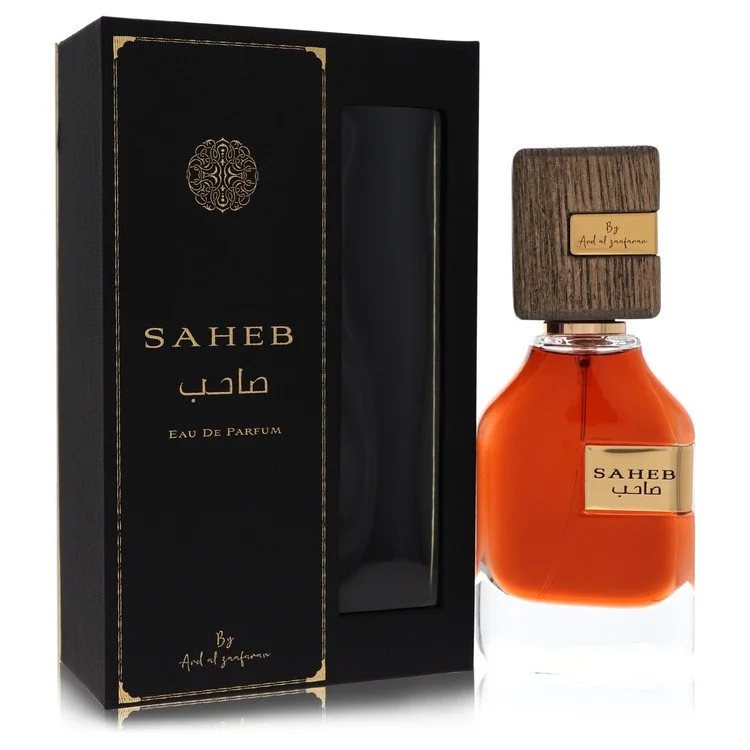 SAHEB
صاحب
EAU DE PARFUM
By
Ard al zaafaran
By
Ard al zaafaran
SAHEB
صاحب